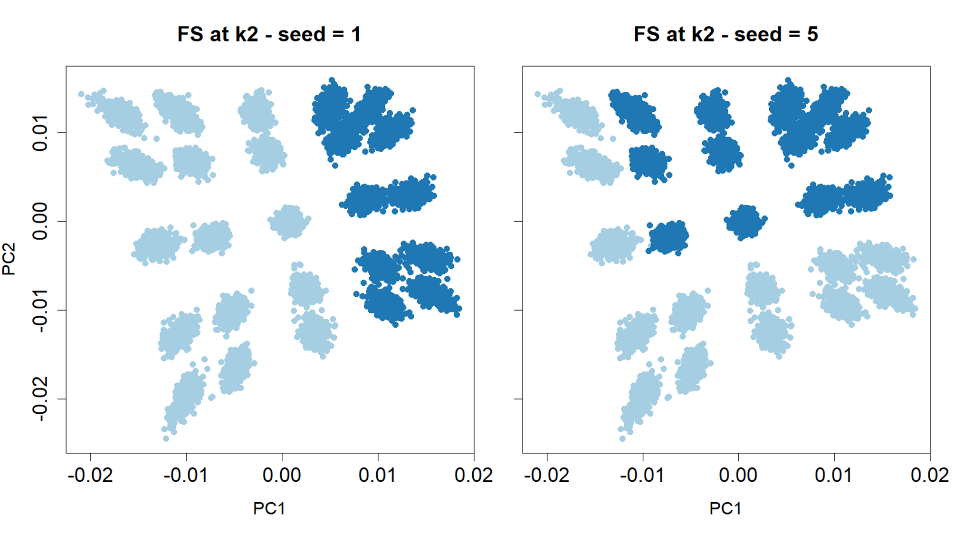 FS at k2 - seed = 1
FS at k2 - seed = 5
PC2
0.01
0.00
-0.01
-0.02
-0.02 -0.01 0.00 0.01 0.02
-0.02 -0.01 0.00 0.01 0.02
PC1
PC1